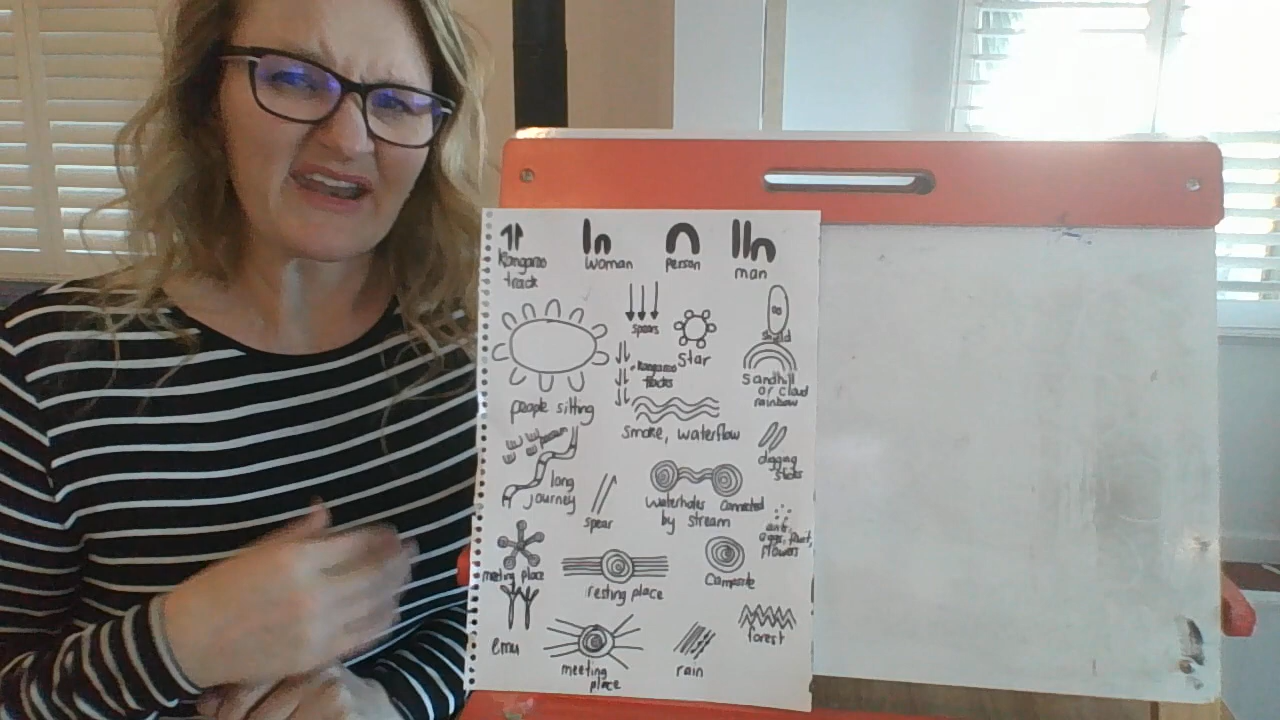 Kangaroo
track
Woman
Person
man
spears
Star
Shield
Kangaroo
Tracks
Sandhill
or cloud
rainbow
people sitting
Smoke, waterflow
digging
sticks
long
journey
spear
Waterholes Connected
by stream
eggs, fruit,
Flowers
meeting place
resting place
Campsite
emu
meeting
place
rain
forest